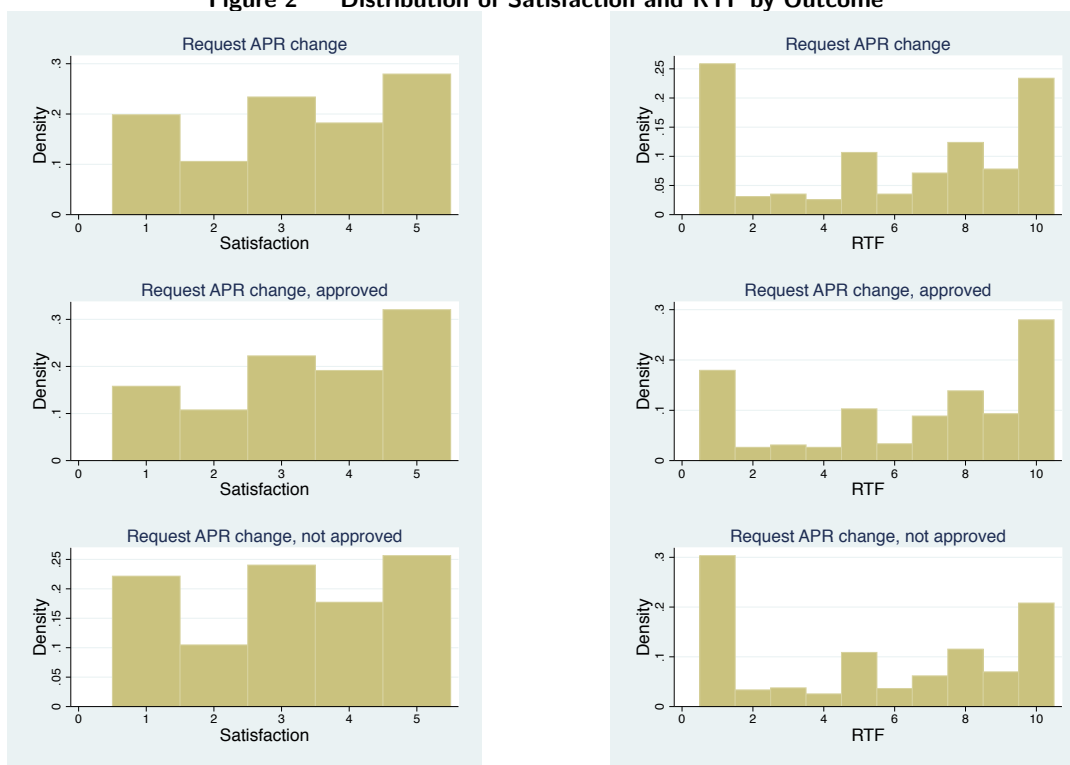 Figure 2 Distribution of Satisfaction and RTF by Outcome
Request APR change
Density
0 .1 .2 .3
0 1 2 3 4 5
Satisfaction
Request APR change
Density
0 .05 .1 .15 .2 .25
0 2 4 6 8 10
RTF
Request APR change, approved
Density
0 .1 .2 .3
0 1 2 3 4 5
Satisfaction
Request APR change, approved
Density
0 .1 .2 .3
0 2 4 6 8 10
RTF
Request APR change, not approved
Density
0 .05 .1 .15 .2 .25
0 1 2 3 4 5
Satisfaction
Request APR change, not approved
Density
0 .1 .2 .3
0 2 4 6 8 10
RTF